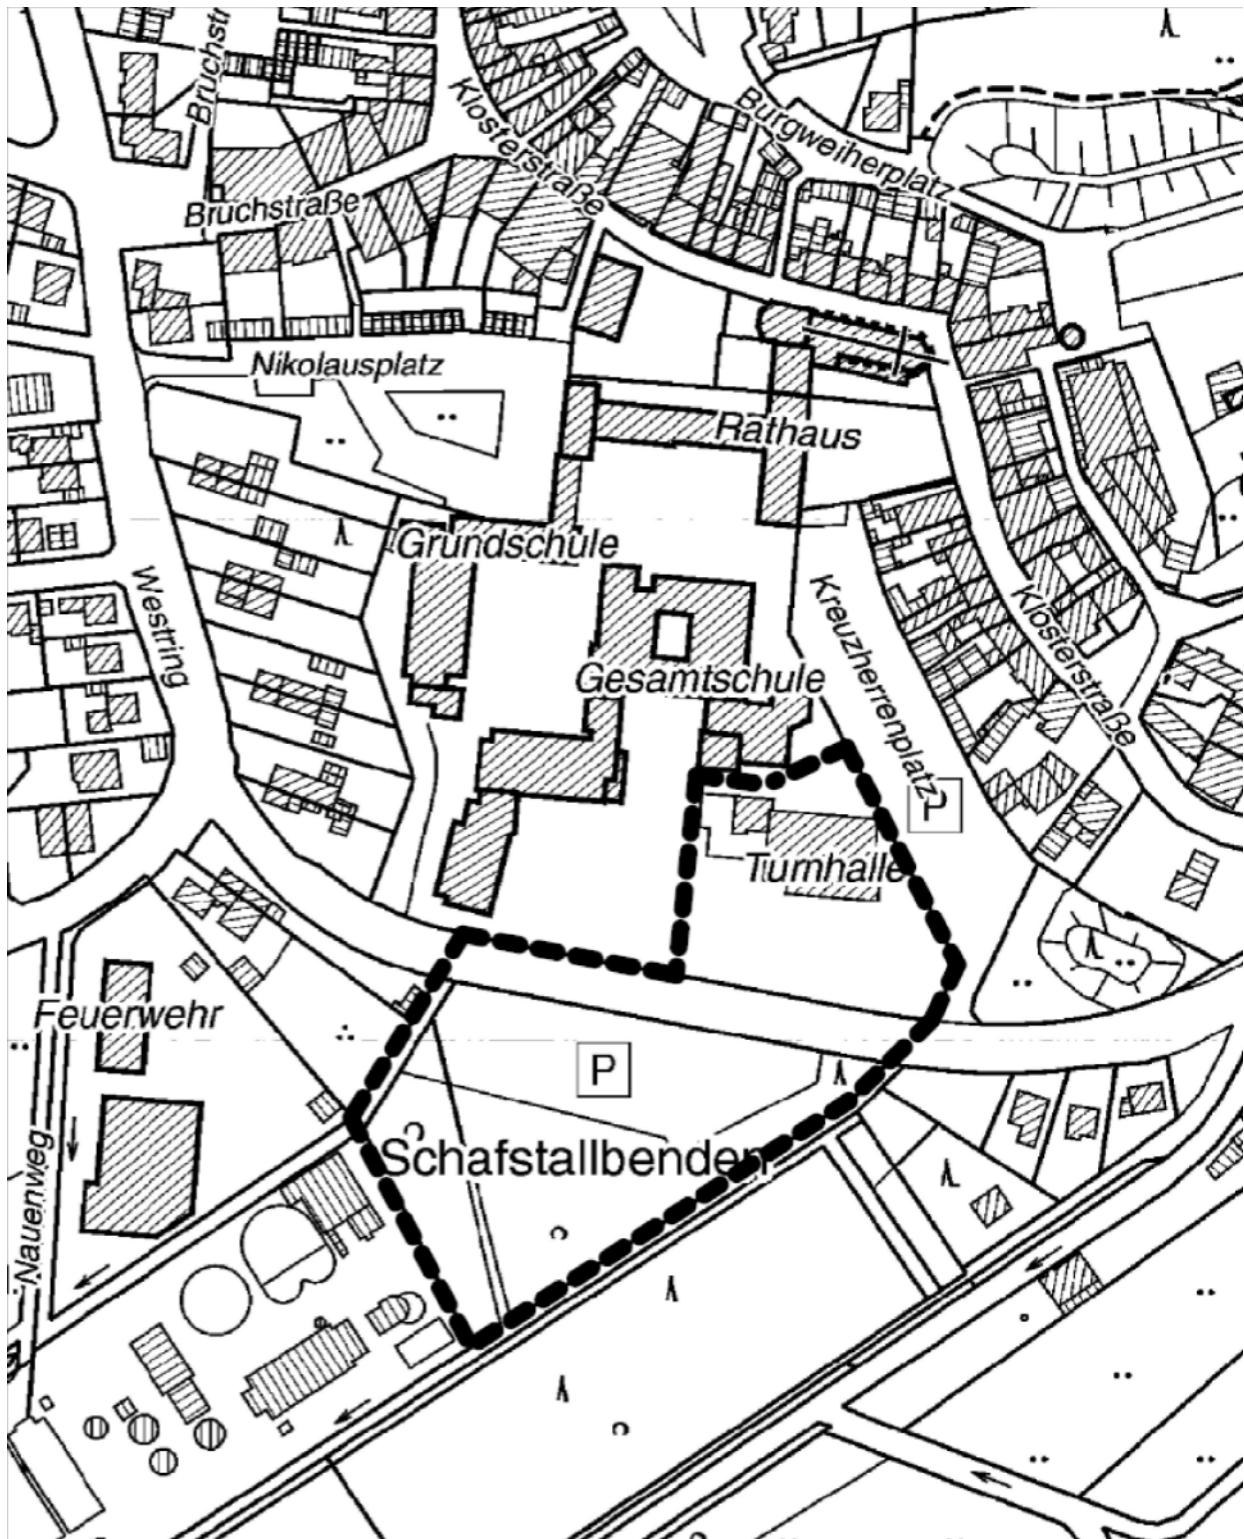 Bruchstr
Klosterstraße
Burgweiherplatz
Bruchstraße
Nikolausplatz
Rathaus
Grundschule
Westring
Kreuzherrenplatz
Klosterstraße
Gesamtschule
P
Turnhalle
Feuerwehr
P
Schafstallbenden
Nauenweg